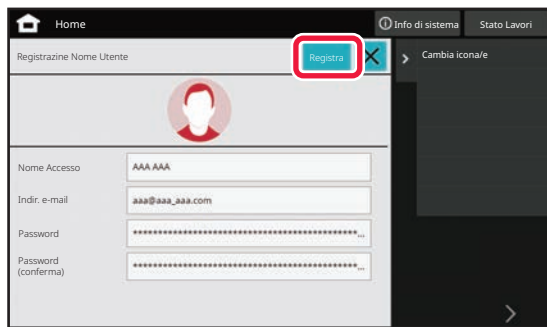 Home
Info di sistema
Stato Lavori
Registrazine Nome Utente
Registra
Cambia icona/e
Nome Accesso
AAA AAA
Indir. e-mail
aaa@aaa_aaa.com
Password
************************************************...
Password
(conferma)
************************************************...